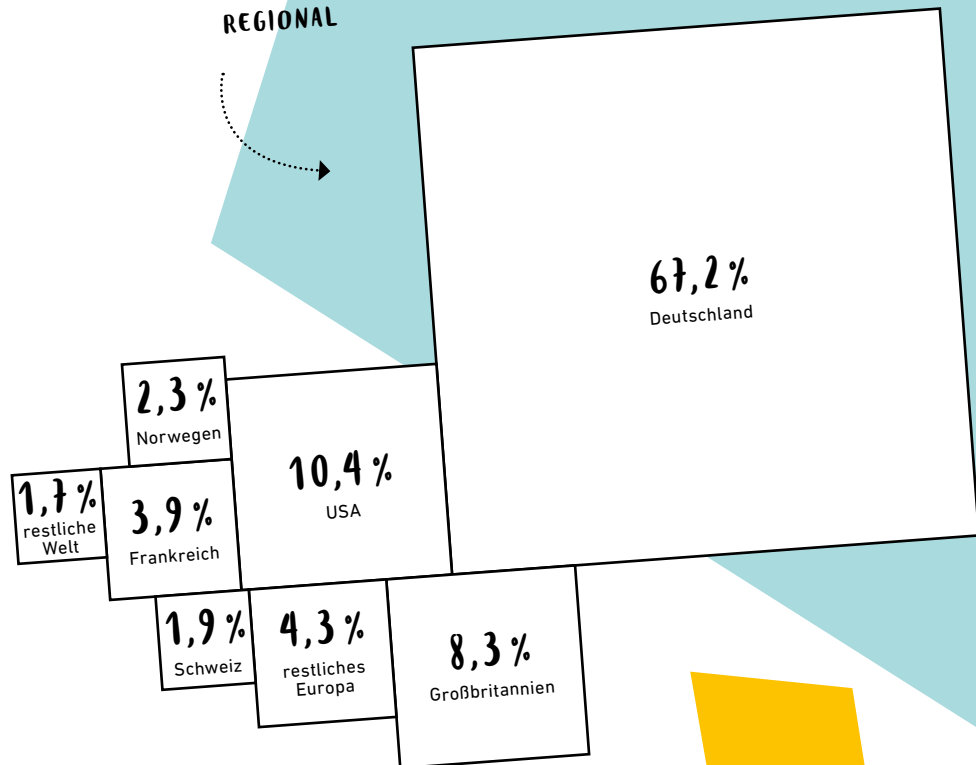 REGIONAL
67,2 %
Deutschland
2,3 %
Norwegen
10,4 %
USA
1,7 %
restliche
Welt
3,9 %
Frankreich
1,9 %
Schweiz
4,3 %
restliches
Europa
8,3 %
Großbritannien